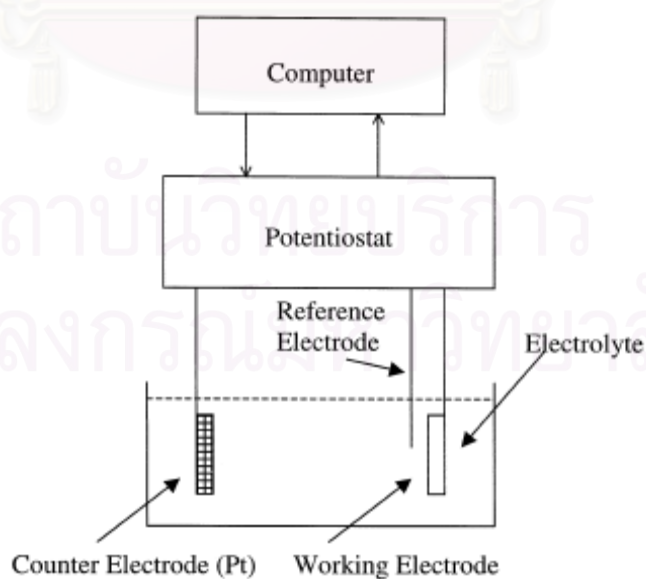 Computer
Potentiostat
Reference
Electrode
Electrolyte
Counter Electrode (Pt)
Working Electrode